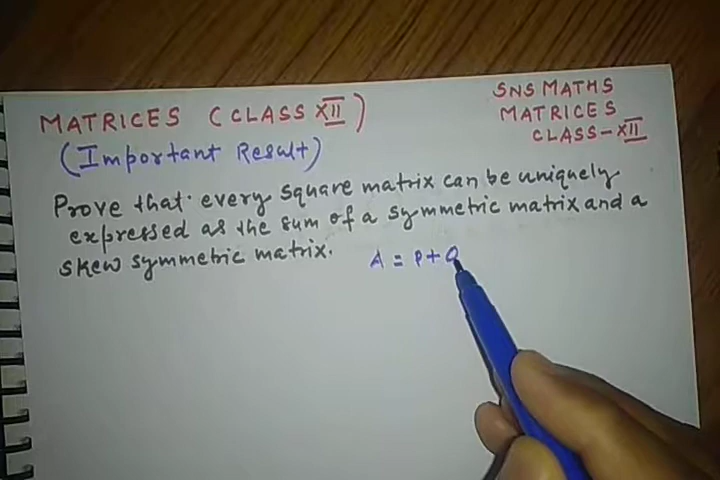 MATRICES (CLASS XII)
(Important Result)
SNS MATHS
MATRICES
CLASS-XII
Prove that every square matrix can be uniquely
expressed as the sum of a symmetric matrix and a
skew symmetric matrix. A = P+Q